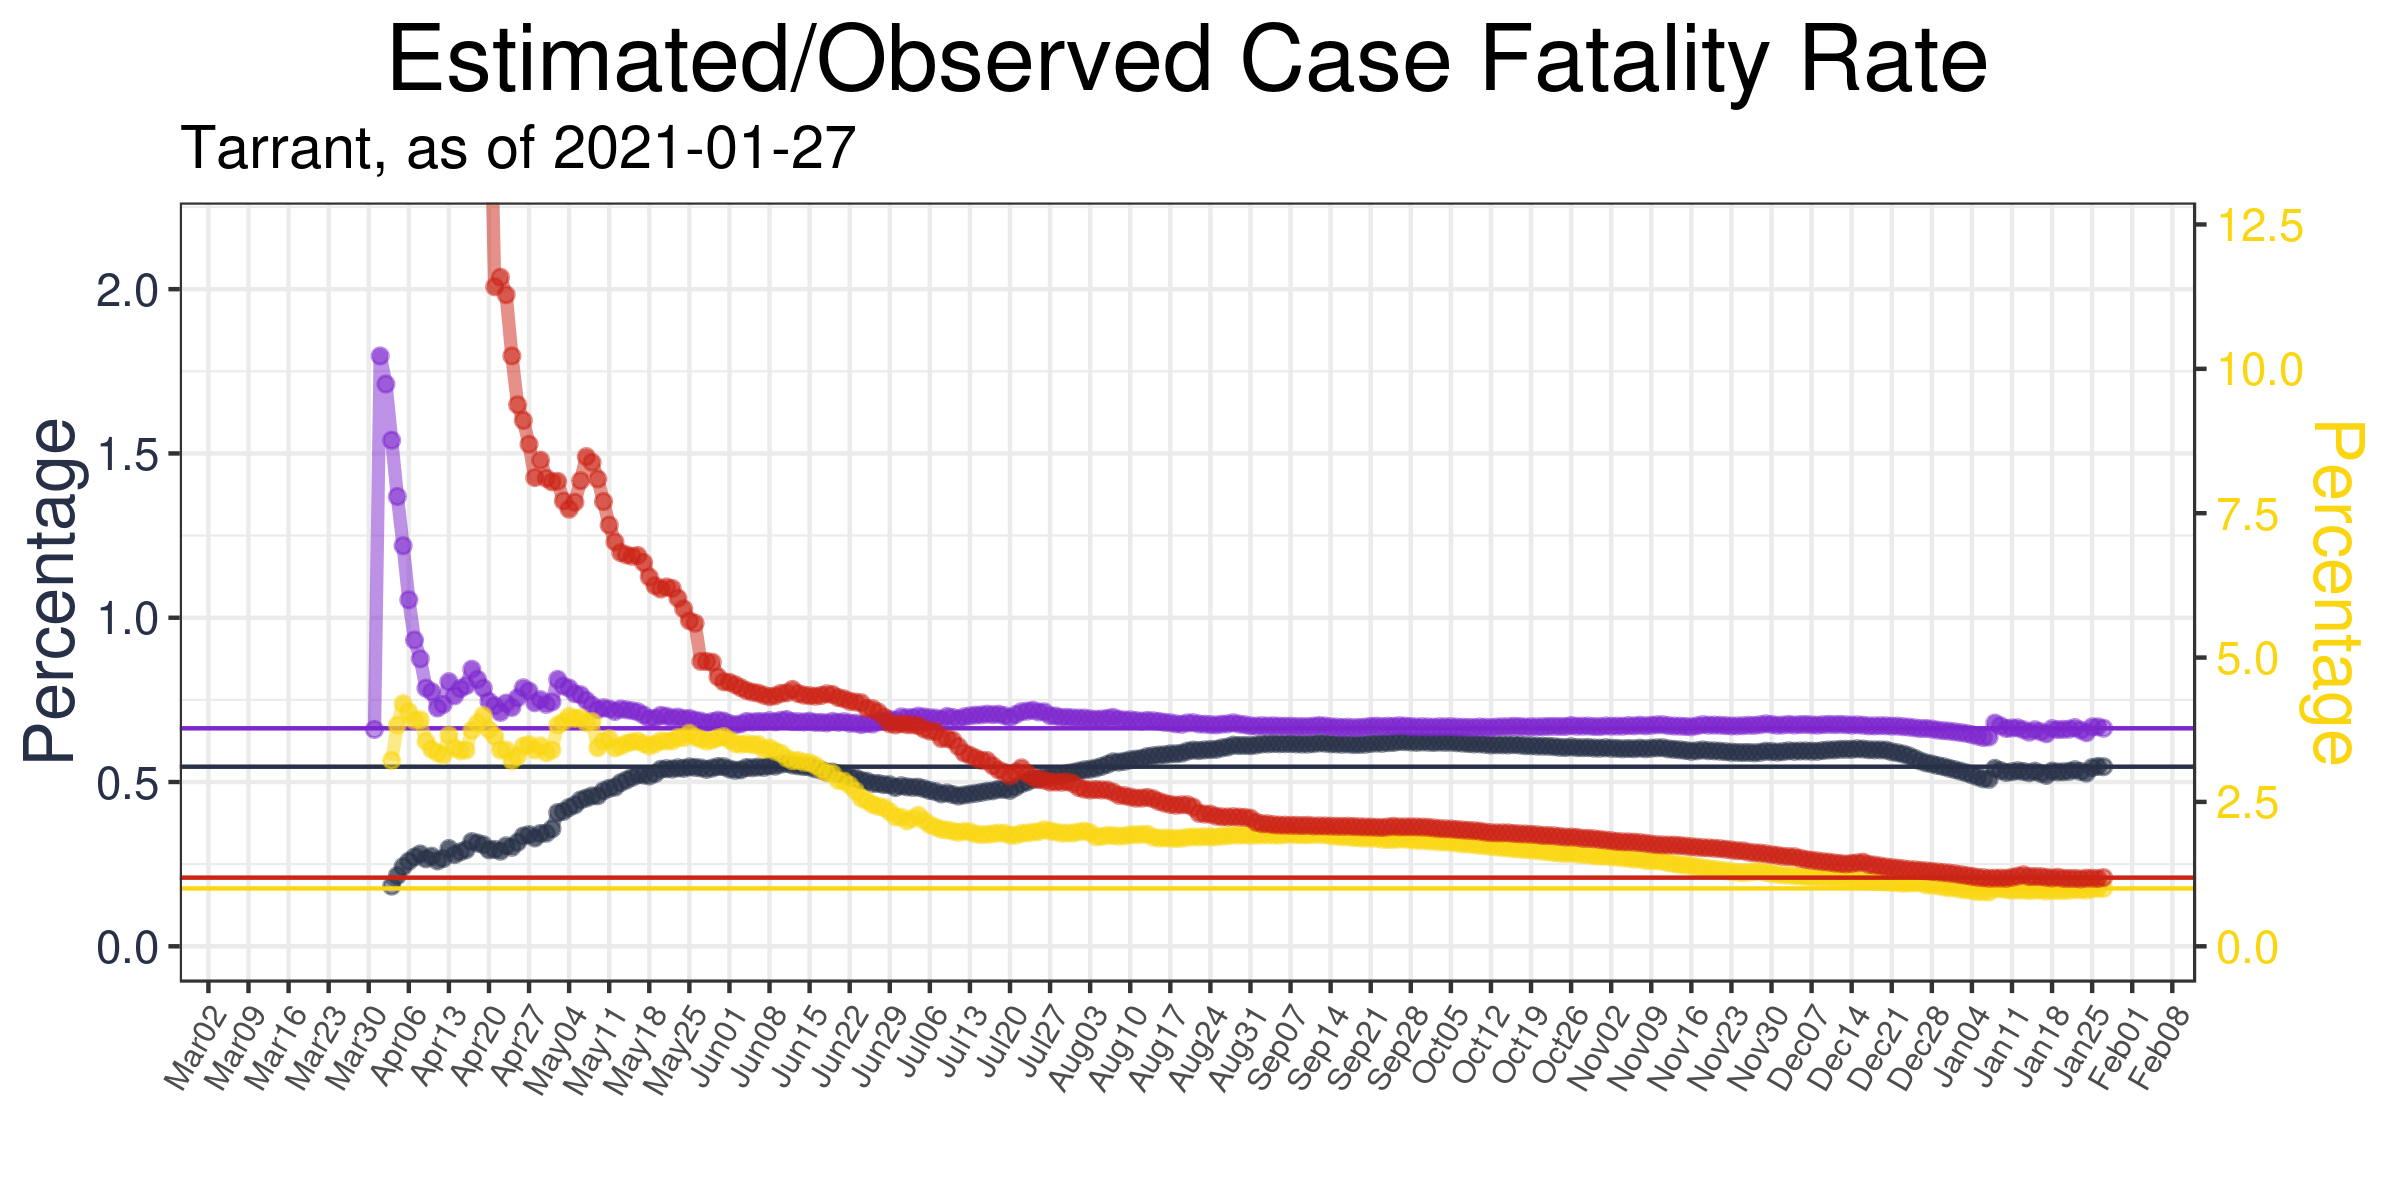 Estimated/Observed Case Fatality Rate
Tarrant, as of 2021-01-27
Percentage
2.0
1.5
1.0
0.5
0.0
12.5
10.0
7.5
5.0
2.5
0.0
Percentage
Mar02
Mar09
Mar16
Mar23
Mar30
Apr06
Apr13
Apr20
Apr27
May04
May11
May18
May25
Jun01
Jun08
Jun15
Jun22
Jun29
Jul06
Jul13
Jul20
Jul27
Aug03
Aug10
Aug17
Aug24
Aug31
Sep07
Sep14
Sep21
Sep28
Oct05
Oct12
Oct19
Oct26
Nov02
Nov09
Nov16
Nov23
Nov30
Dec07
Dec14
Dec21
Dec28
Dec04
Jan11
Jan18
Jan25
Feb01
Feb08